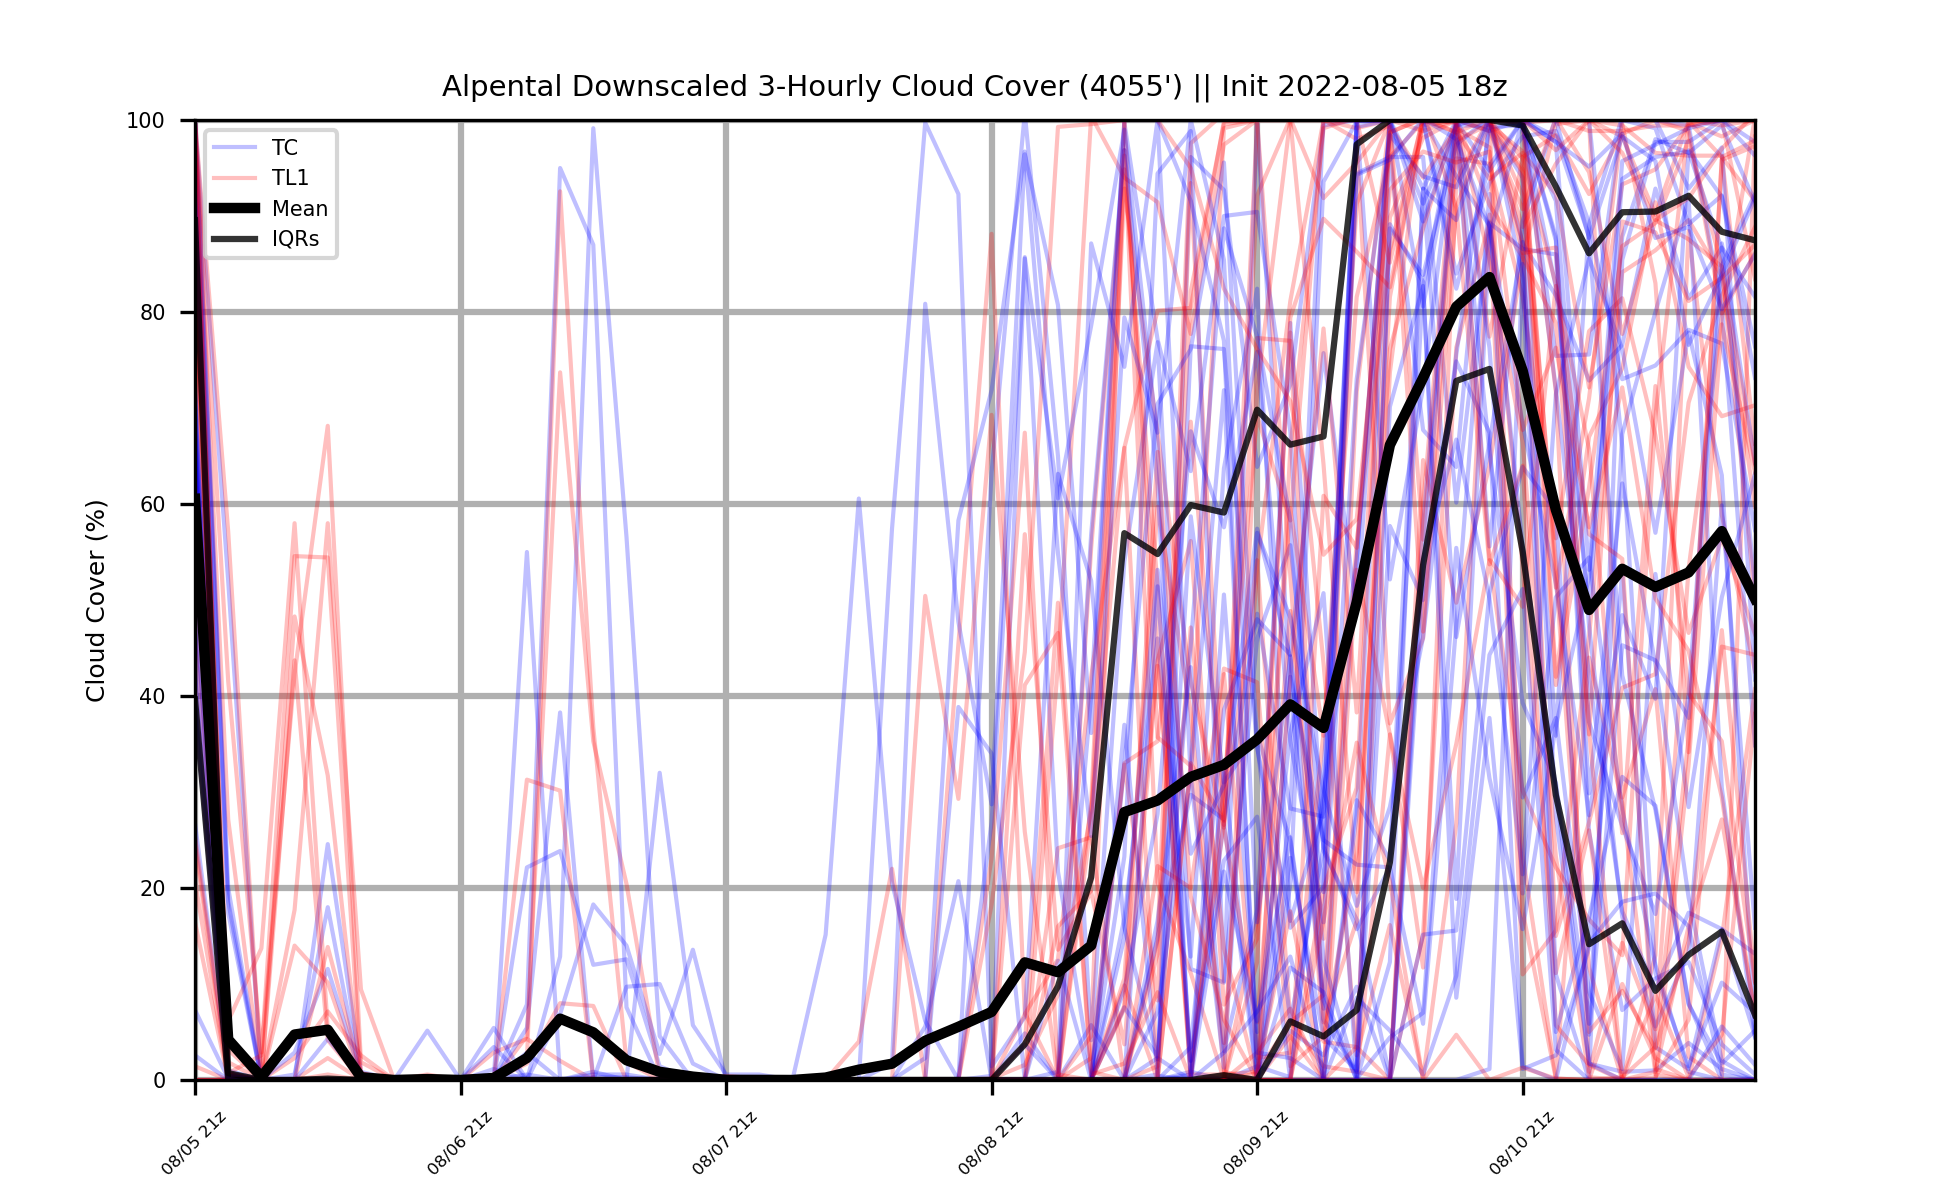 Alpental Downscaled 3-Hourly Cloud Cover (4055') || Init 2022-08-05 18z
100
80
60
40
20
0
Cloud Cover (%)
TC
TL1
Mean
IQRs
08/05 21z
08/06 21z
08/07 21z
08/08 21z
08/09 21z
08/10 21z